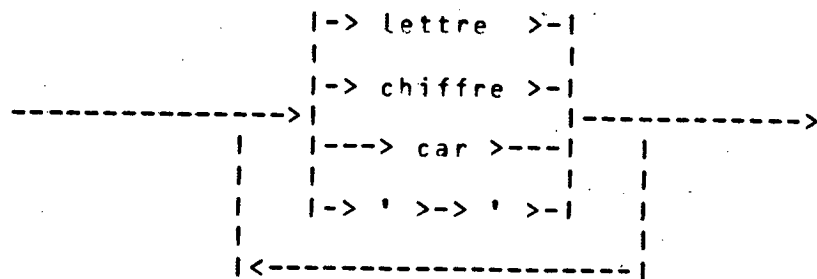 |-> lettre >-|
|-> chiffre >-|
---------------->|                |-------------->
|---> car >----|
|-> ' >-> ' >-|
|<-----------------------|